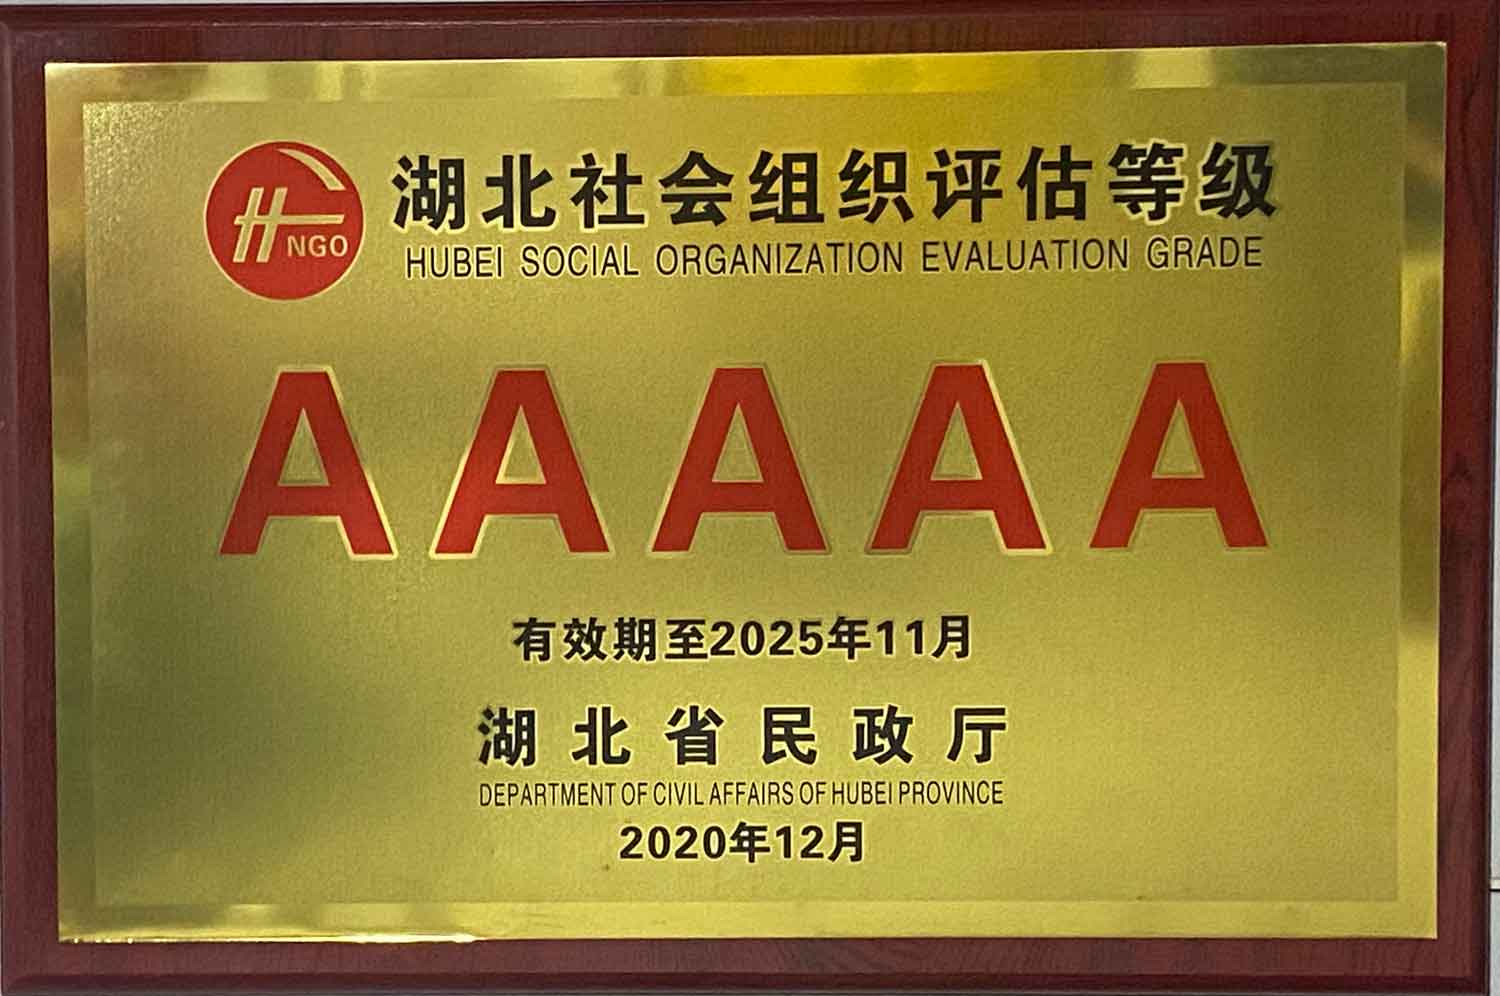 NGO
湖北社会组织评估等级
HUBEI SOCIAL ORGANIZATION EVALUATION GRADE
AAAAA
有效期至2025年11月
湖北省民政厅
DEPARTMENT OF CIVIL AFFAIRS OF HUBEI PROVINCE
2020年12月